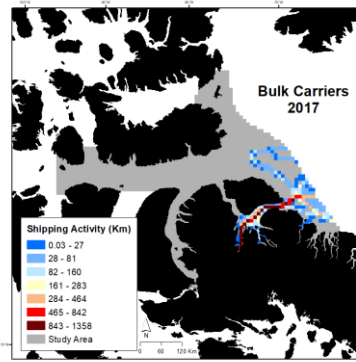 Bulk Carriers
2017
Shipping Activity (Km)
0.03 - 27
28 - 81
82 - 160
161 - 283
284 - 464
465 - 842
843 - 1358
Study Area
N
0 60 120 Km